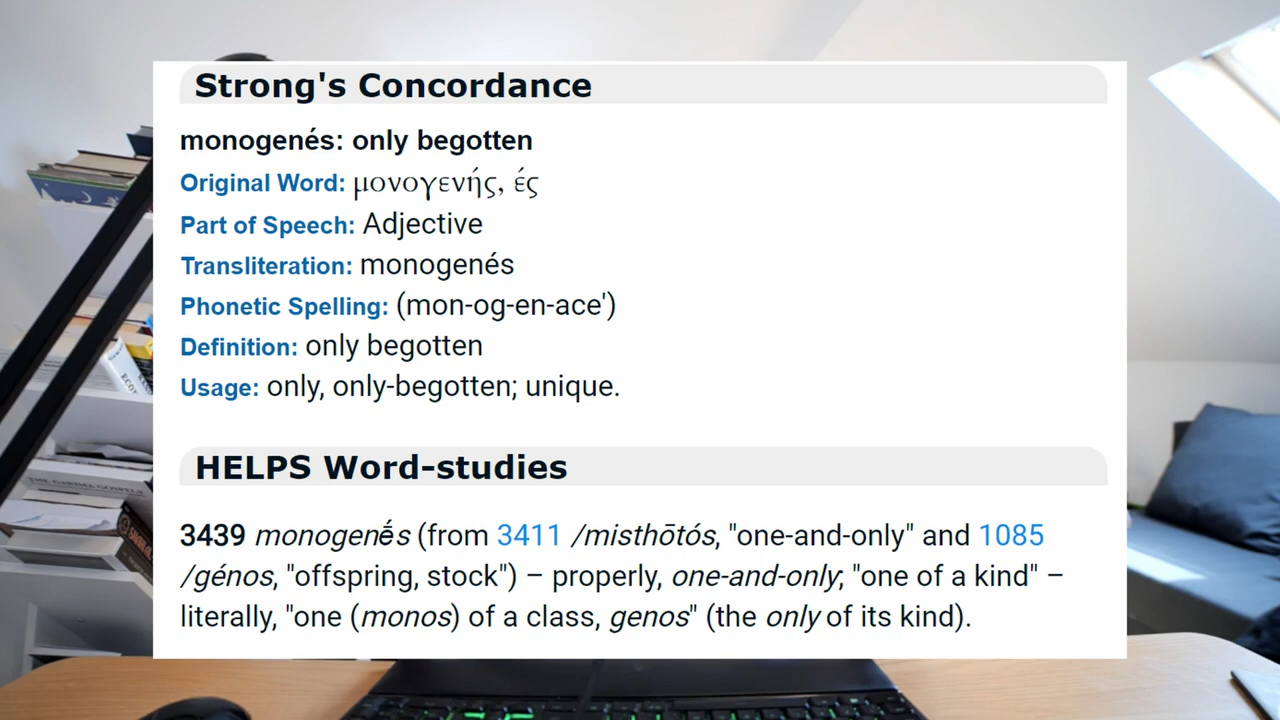 Strong's Concordance
monogenés: only begotten
Original Word: μονογενής, ές
Part of Speech: Adjective
Transliteration: monogenés
Phonetic Spelling: (mon-og-en-ace')
Definition: only begotten
Usage: only, only-begotten; unique.
HELPS Word-studies
3439 monogenḗs (from 3411 /misthōtós, "one-and-only" and 1085
/génos, "offspring, stock") – properly, one-and-only; "one of a kind" –
literally, "one (monos) of a class, genos" (the only of its kind).